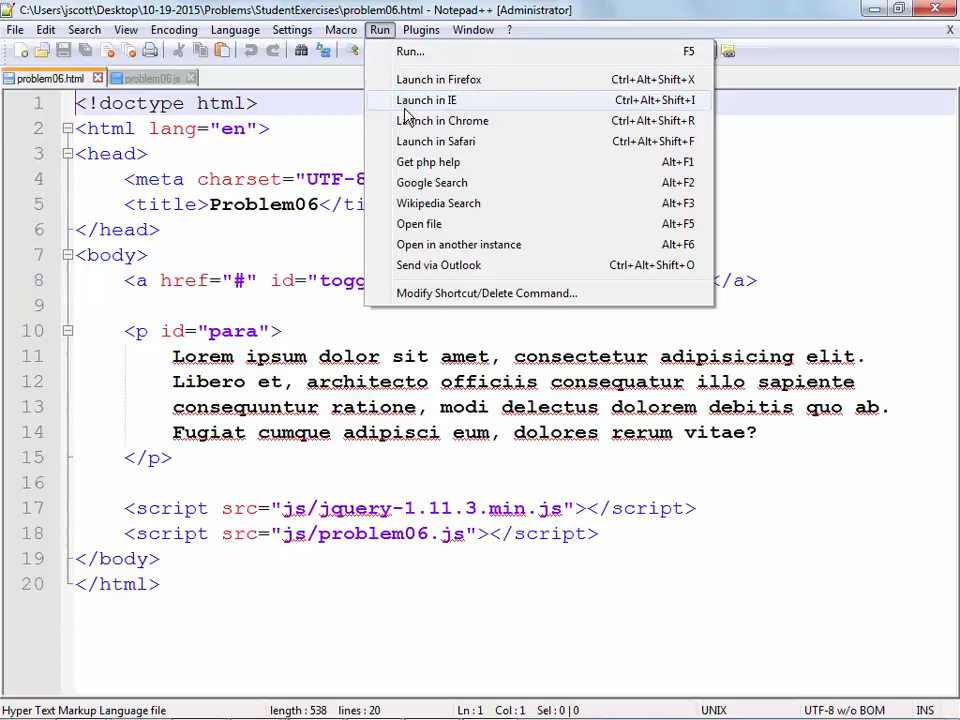 C:\Users\jscott\Desktop\10-19-2015\Problems\StudentExercises\problem06.html - Notepad++ [Administrator]
File Edit Search View Encoding Language Settings Macro Run Plugins Window ? X
problem06.html problem06.js
Run... F5
Launch in Firefox Ctrl+Alt+Shift+X
Launch in IE Ctrl+Alt+Shift+I
Launch in Chrome Ctrl+Alt+Shift+R
Launch in Safari Ctrl+Alt+Shift+F
Get php help Alt+F1
Google Search Alt+F2
Wikipedia Search Alt+F3
Open file Alt+F5
Open in another instance Alt+F6
Send via Outlook Ctrl+Alt+Shift+O
Modify Shortcut/Delete Command...
1 <!doctype html>
2 <html lang="en">
3 <head>
4 <meta charset="UTF-8
5 <title>Problem06</ti
6 </head>
7 <body>
8 <a href="#" id="togg </a>
9
10 <p id="para">
11 Lorem ipsum dolor sit amet, consectetur adipisicing elit.
12 Libero et, architecto officiis consequatur illo sapiente
13 consequuntur ratione, modi delectus dolorem debitis quo ab.
14 Fugiat cumque adipisci eum, dolores rerum vitae?
15 </p>
16
17 <script src="js/jquery-1.11.3.min.js"></script>
18 <script src="js/problem06.js"></script>
19 </body>
20 </html>
Hyper Text Markup Language file length : 538 lines : 20 Ln : 1 Col : 1 Sel : 0 | 0 UNIX UTF-8 w/o BOM INS